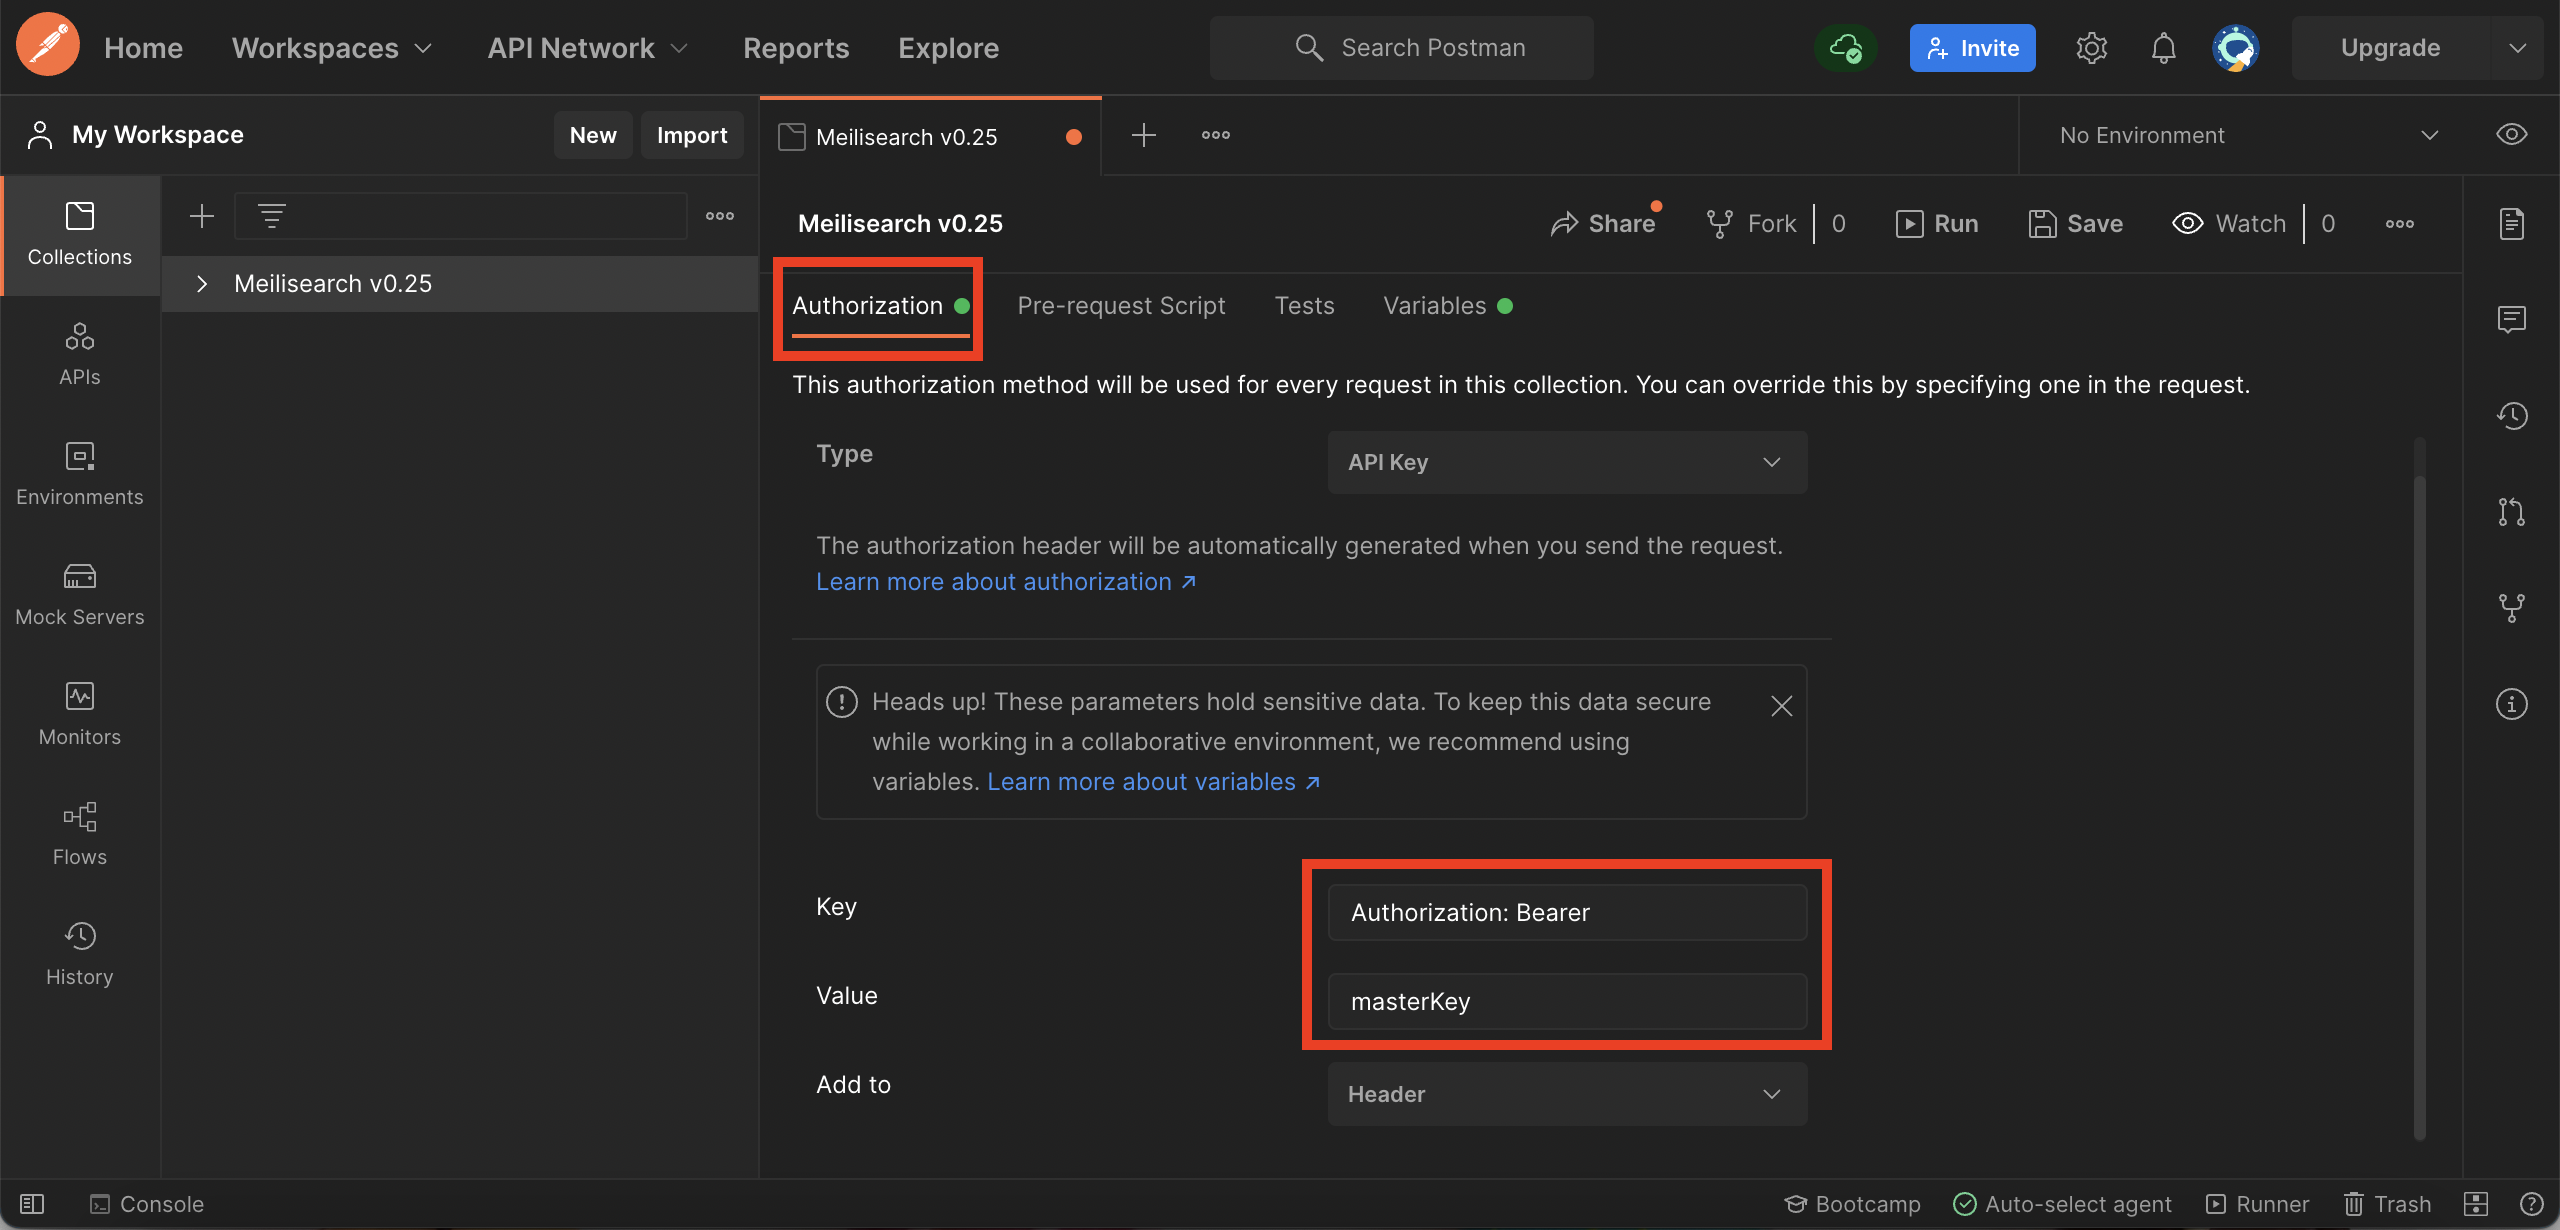 Home Workspaces API Network Reports Explore Search Postman Invite Upgrade
My Workspace New Import Meilisearch v0.25 No Environment
Meilisearch v0.25 Share Fork 0 Run Save Watch 0
Collections
Meilisearch v0.25
APIs
Environments
Mock Servers
Monitors
Flows
History
Authorization Pre-request Script Tests Variables
This authorization method will be used for every request in this collection. You can override this by specifying one in the request.
Type API Key
The authorization header will be automatically generated when you send the request.
Learn more about authorization ↗
Heads up! These parameters hold sensitive data. To keep this data secure
while working in a collaborative environment, we recommend using
variables. Learn more about variables ↗
Key Authorization: Bearer
Value masterKey
Add to Header
Console Bootcamp Auto-select agent Runner Trash